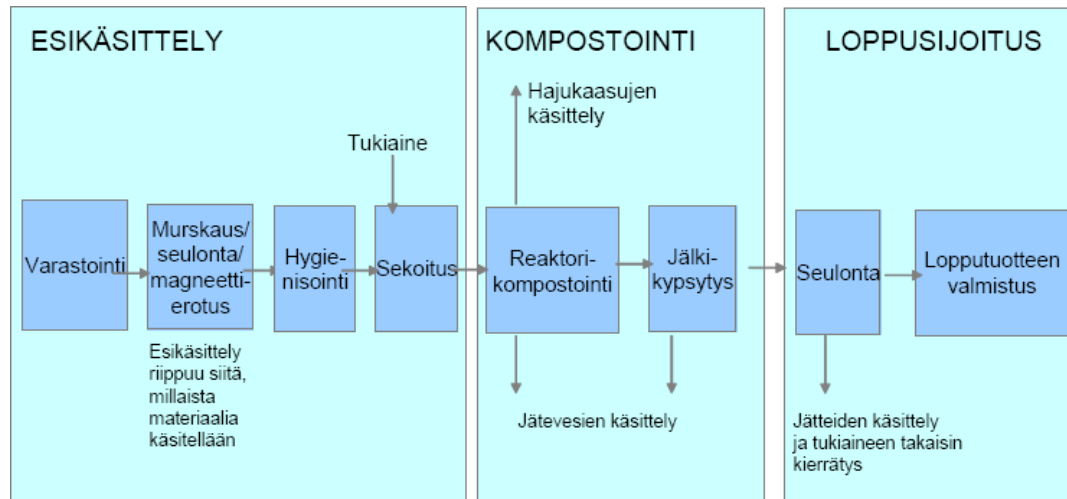 ESIKÄSITTELY
Tukiaine
Varastointi
Murskaus/
seulonta/
magneetti-
erotus
Hygie-
nisointi
Sekoitus
Esikäsittely
riippuu siitä,
millaista
materiaalia
käsitellään
KOMPOSTOINTI
Hajukaasujen
käsittely
Reaktori-
kompostointi
Jälki-
kypsytys
Jätevesien käsittely
LOPPUSIJOITUS
Seulonta
Lopputuotteen
valmistus
Jätteiden käsittely
ja tukiaineen takaisin
kierrätys